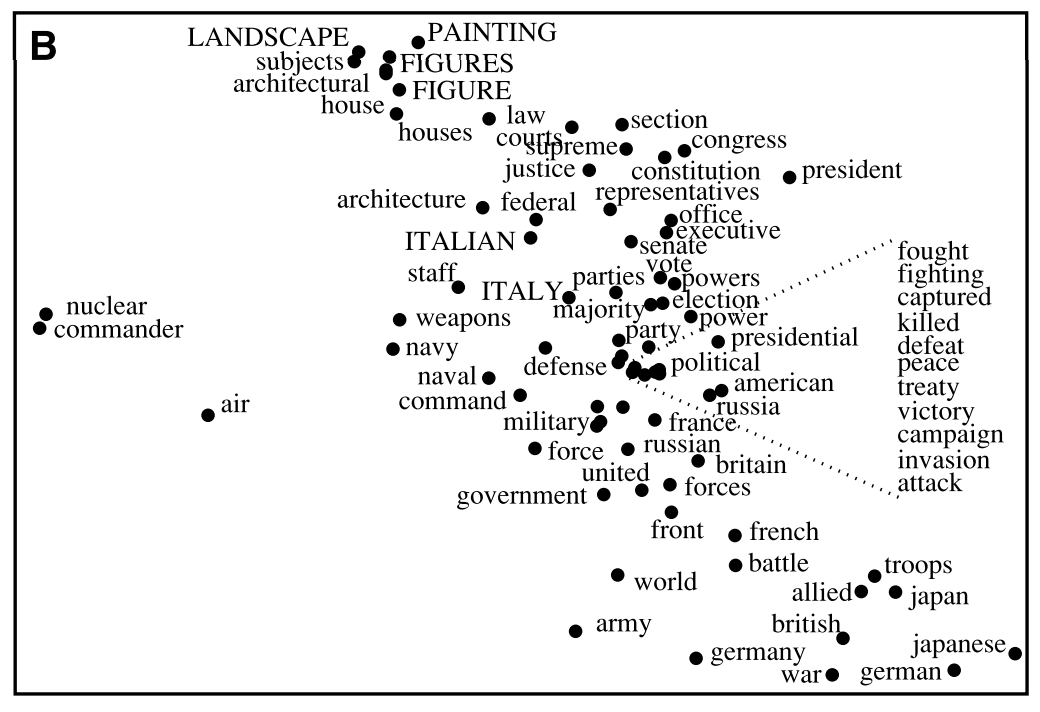 B
PAINTING
LANDSCAPE
subjects
FIGURES
architectural
FIGURE
house
houses
law
section
courts
congress
supreme
justice
constitution
president
representatives
architecture
federal
office
executive
ITALIAN
senate
vote
staff
parties
powers
ITALY
election
majority
power
nuclear
commander
weapons
party
presidential
navy
defense
political
naval
american
command
russia
air
military
france
russian
force
britain
united
forces
government
front
french
battle
troops
world
allied
japan
army
british
japanese
germany
war
german
fought
fighting
captured
killed
defeat
peace
treaty
victory
campaign
invasion
attack